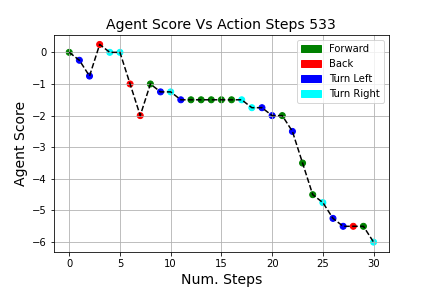 Agent Score Vs Action Steps 533
Forward
Back
Turn Left
Turn Right
Agent Score
0
−1
−2
−3
−4
−5
−6
0 5 10 15 20 25 30
Num. Steps